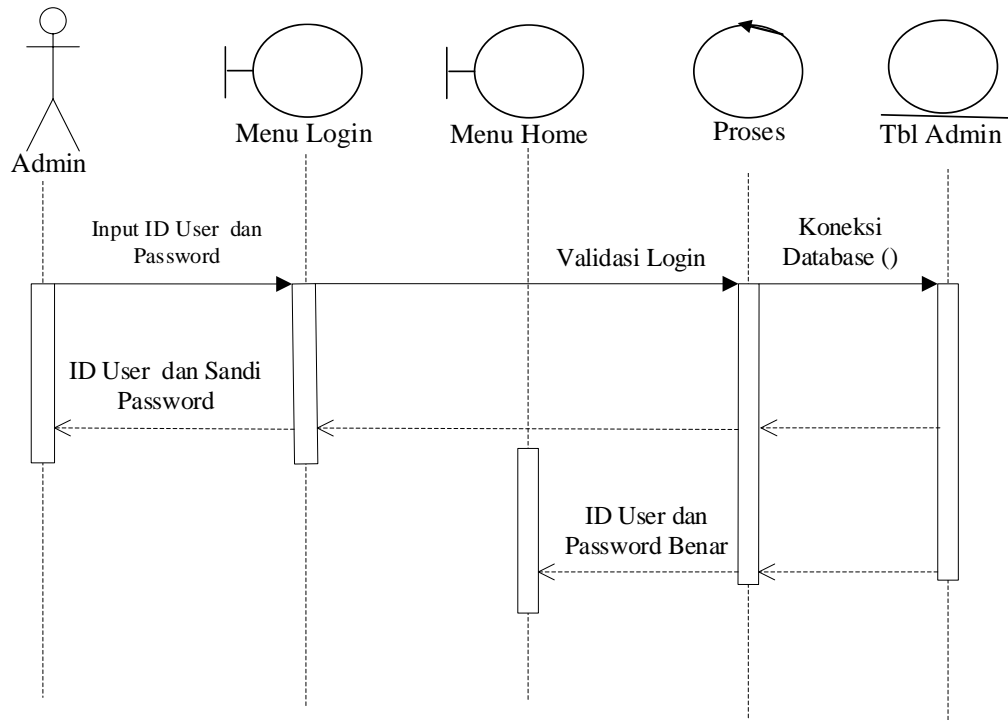 Admin
Menu Login
Menu Home
Proses
Tbl Admin
Input ID User dan
Password
Validasi Login
Koneksi
Database ()
ID User dan Sandi
Password
ID User dan
Password Benar